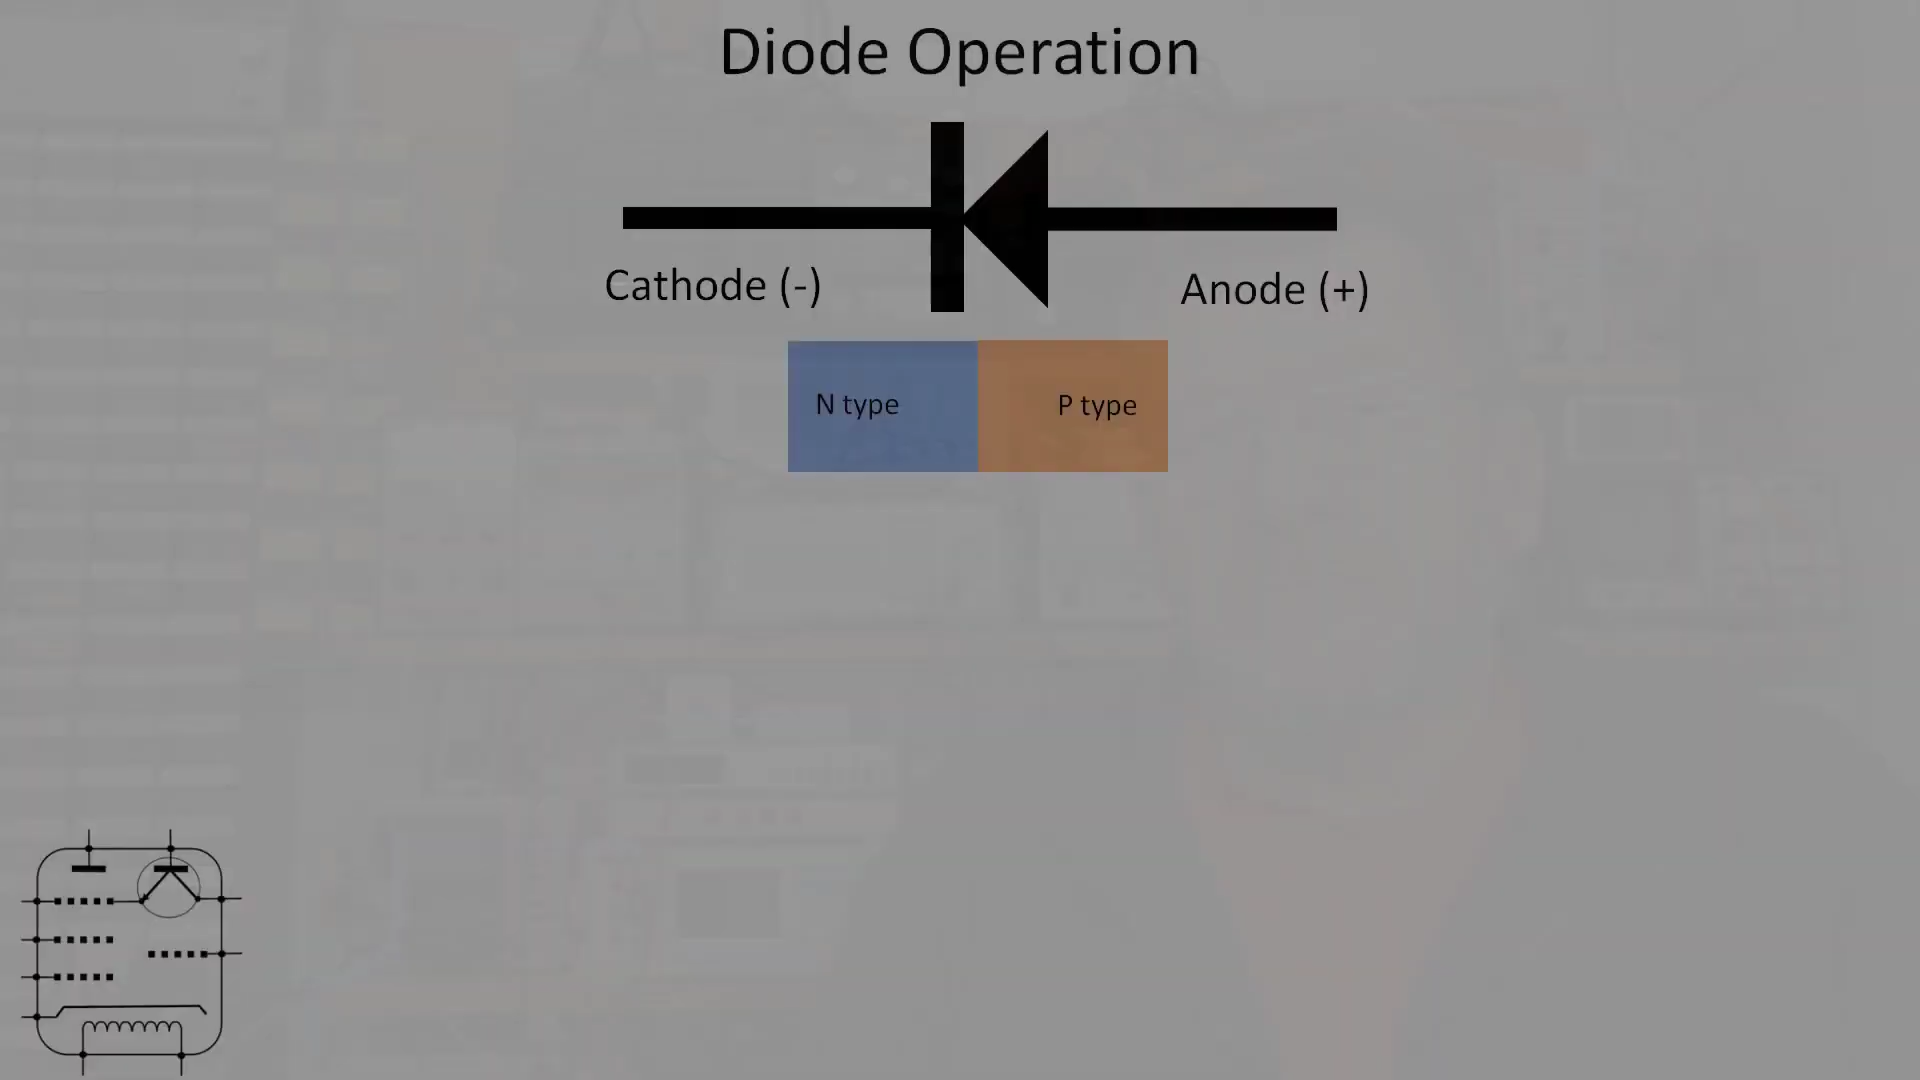 Diode Operation
Cathode (-)
Anode (+)
N type
P type